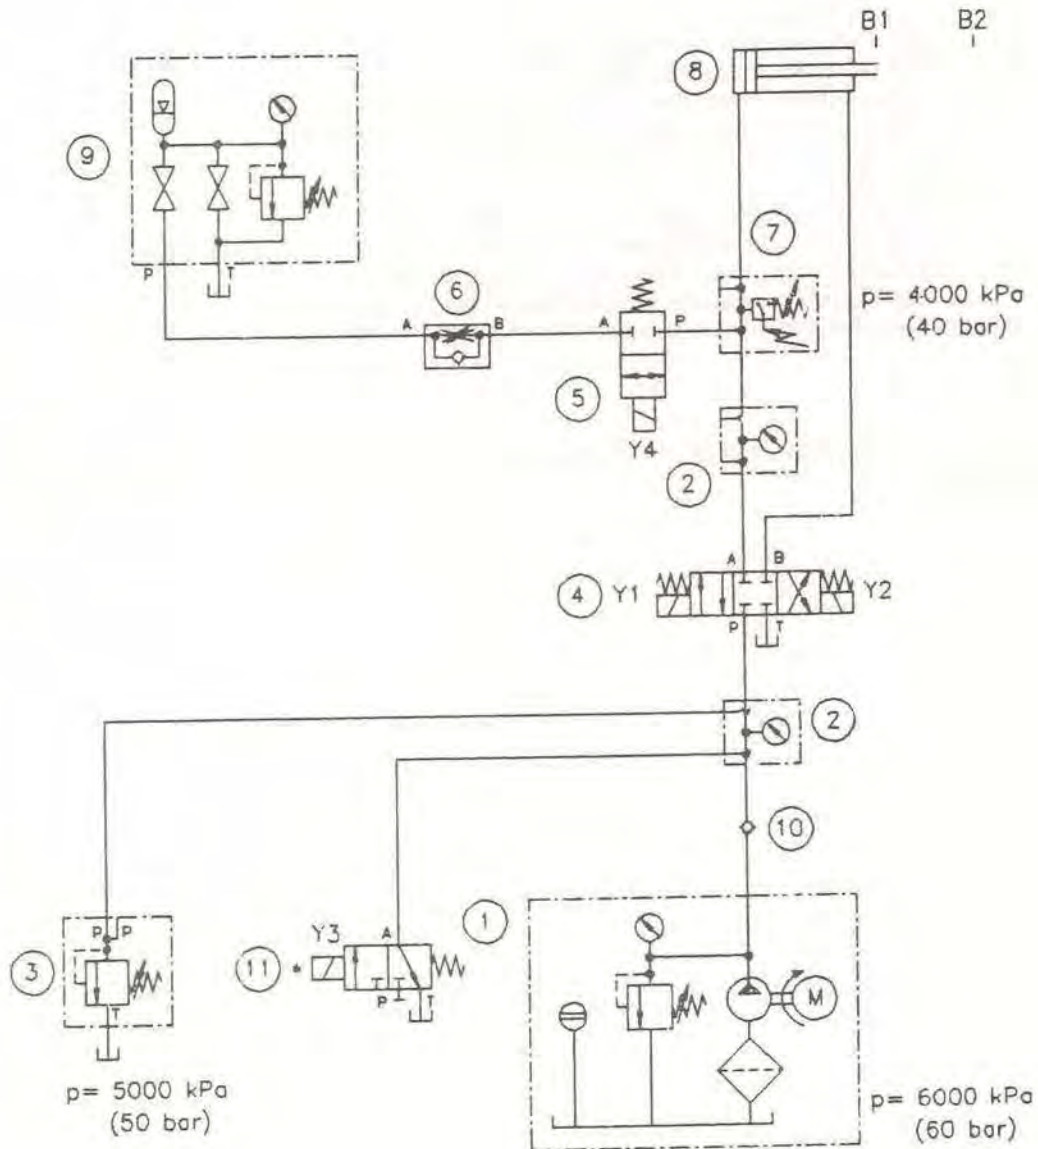 B1 B2
8
9
P T
7
p= 4000 kPa
(40 bar)
6
A B
A P
5
Y4
2
A B
4 Y1 Y2
P T
2
10
1
P P
3
T
Y3 A
11
P T
M
p= 5000 kPa
(50 bar)
p= 6000 kPa
(60 bar)